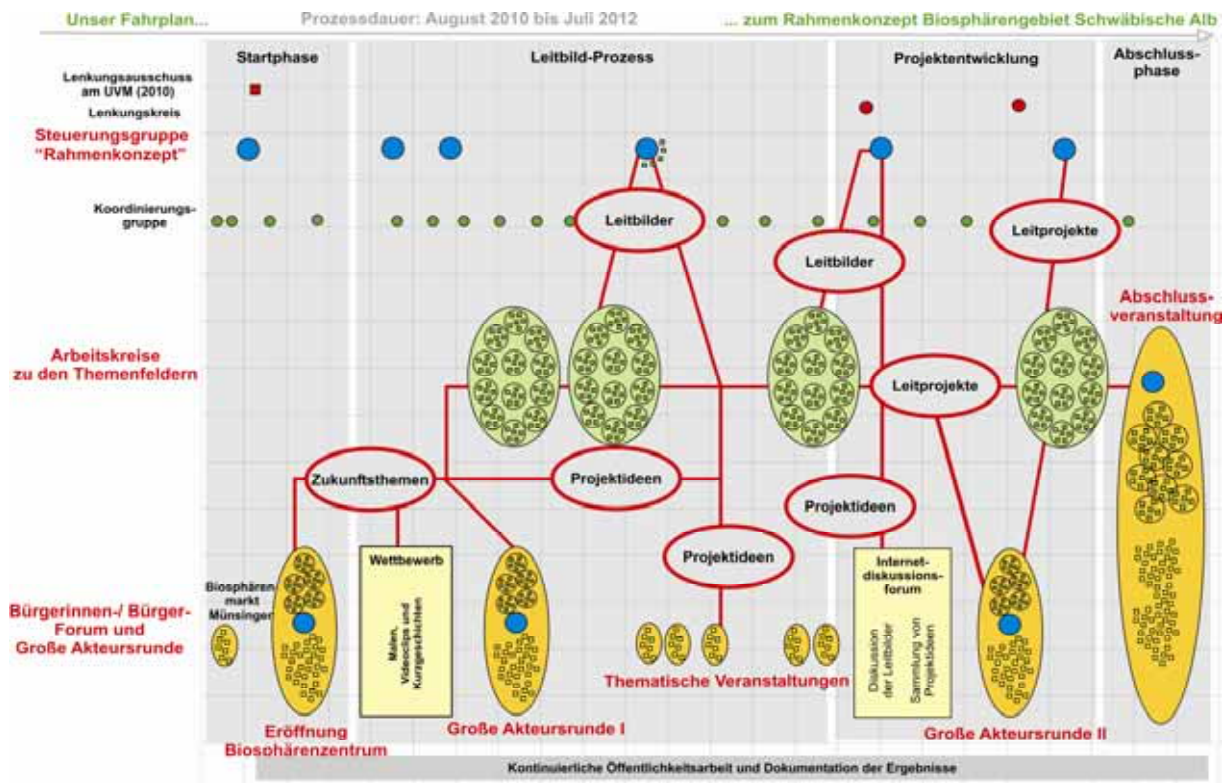 Unser Fahrplan... Prozessdauer: August 2010 bis Juli 2012 ... zum Rahmenkonzept Biosphärengebiet Schwäbische Alb
Startphase
Leitbild-Prozess
Projektentwicklung
Abschluss-
phase
Lenkungsausschuss
am UVM (2010)
Lenkungskreis
Steuerungsgruppe
"Rahmenkonzept"
Koordinierungs-
gruppe
Leitbilder
Leitbilder
Leitprojekte
Abschluss-
veranstaltung
Arbeitskreise
zu den Themenfeldern
Leitprojekte
Zukunftsthemen
Projektideen
Projektideen
Projektideen
Biosphären
markt
Münsingen
Bürgerinnen-/ Bürger-
Forum und
Große Akteursrunde
Wettbewerb
Malen,
Videoclips und
Kurzgeschichten
Internet-
diskussions-
forum
Diskussion
der Leitbilder
Sammlung von
Projektideen
Thematische Veranstaltungen
Eröffnung
Biosphärenzentrum
Große Akteursrunde I
Große Akteursrunde II
Kontinuierliche Öffentlichkeitsarbeit und Dokumentation der Ergebnisse